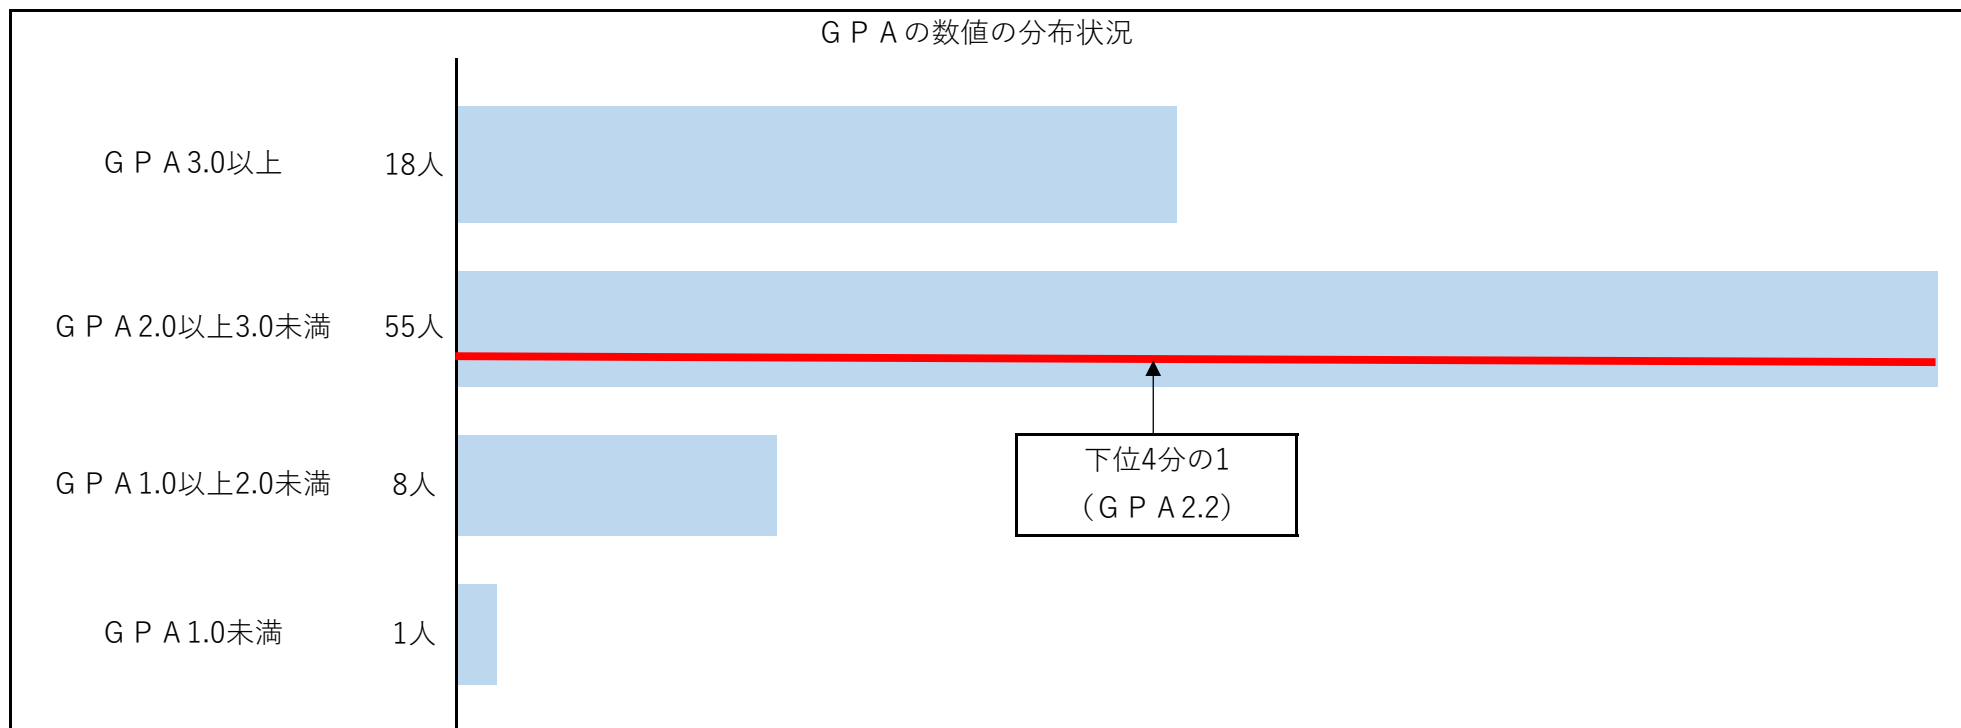 ＧＰＡの数値の分布状況
ＧＰＡ3.0以上 18人
ＧＰＡ2.0以上3.0未満 55人
ＧＰＡ1.0以上2.0未満 8人
下位4分の1
（ＧＰＡ2.2）
ＧＰＡ1.0未満 1人